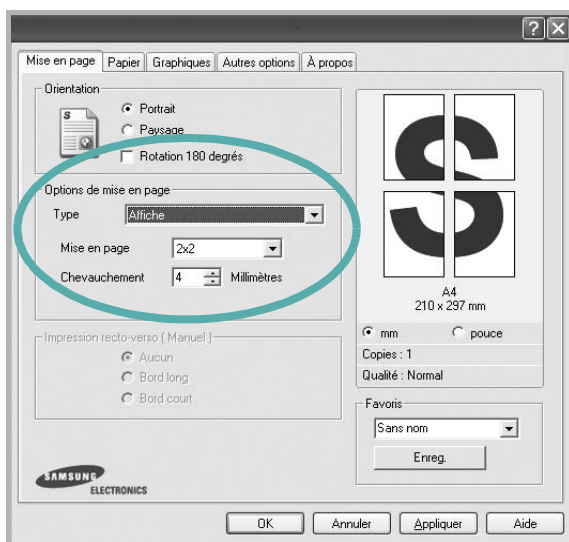 Mise en page Papier Graphiques Autres options À propos
Orientation
S
Portrait
Paysage
Rotation 180 degrés
Options de mise en page
Type Affiche
Mise en page 2x2
Chevauchement 4 Millimètres
Impression recto-verso ( Manuel )
Aucun
Bord long
Bord court
SAMSUNG
ELECTRONICS
S
A4
210 x 297 mm
mm pouce
Copies : 1
Qualité : Normal
Favoris
Sans nom
Enreg.
OK Annuler Appliquer Aide